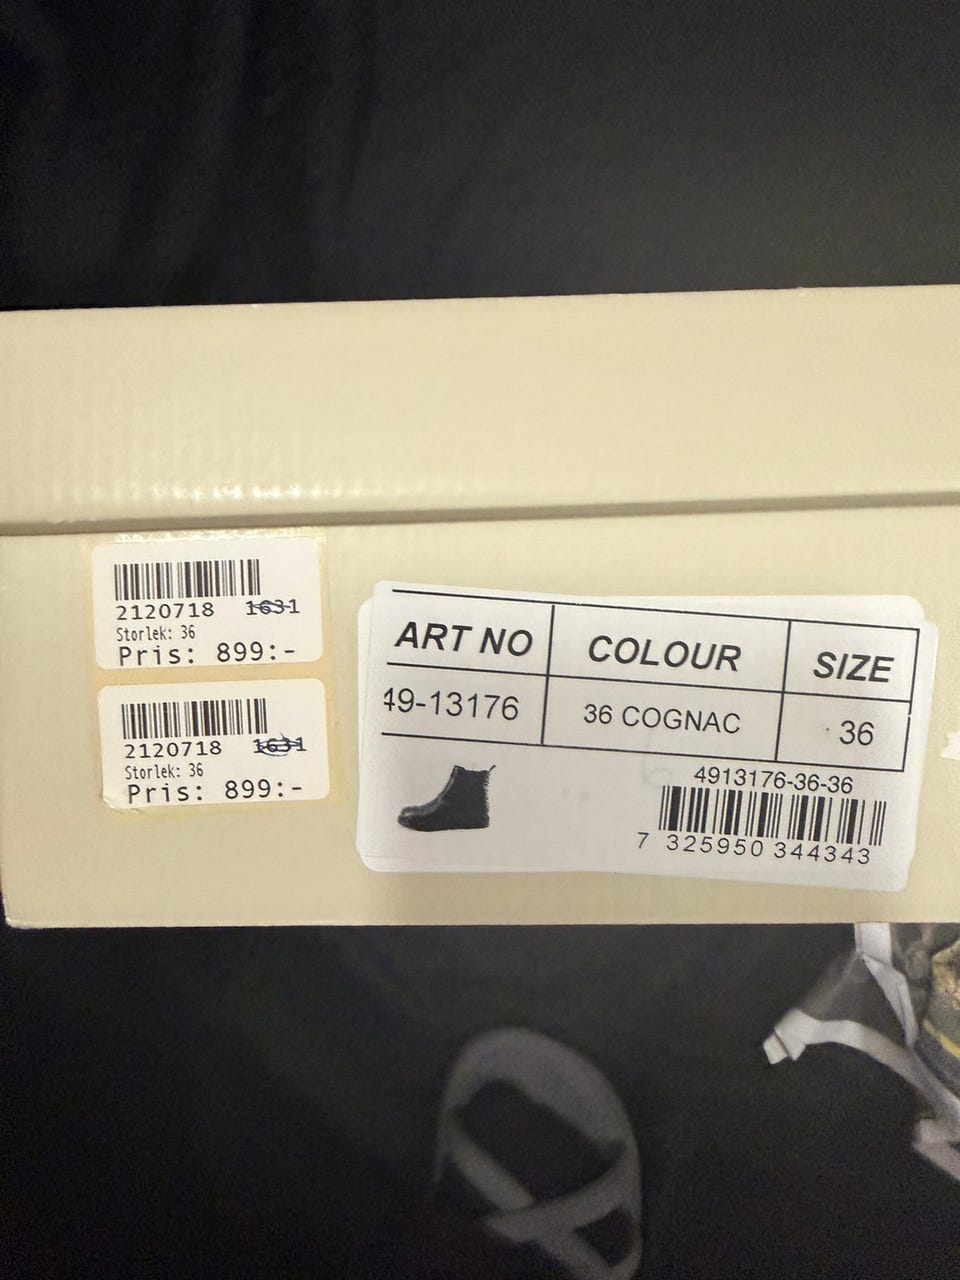 2120718 1631
Storlek: 36
Pris: 899:-
2120718 1631
Storlek: 36
Pris: 899:-
ART NO COLOUR SIZE
49-13176 36 COGNAC 36
4913176-36-36
7 325950 344343